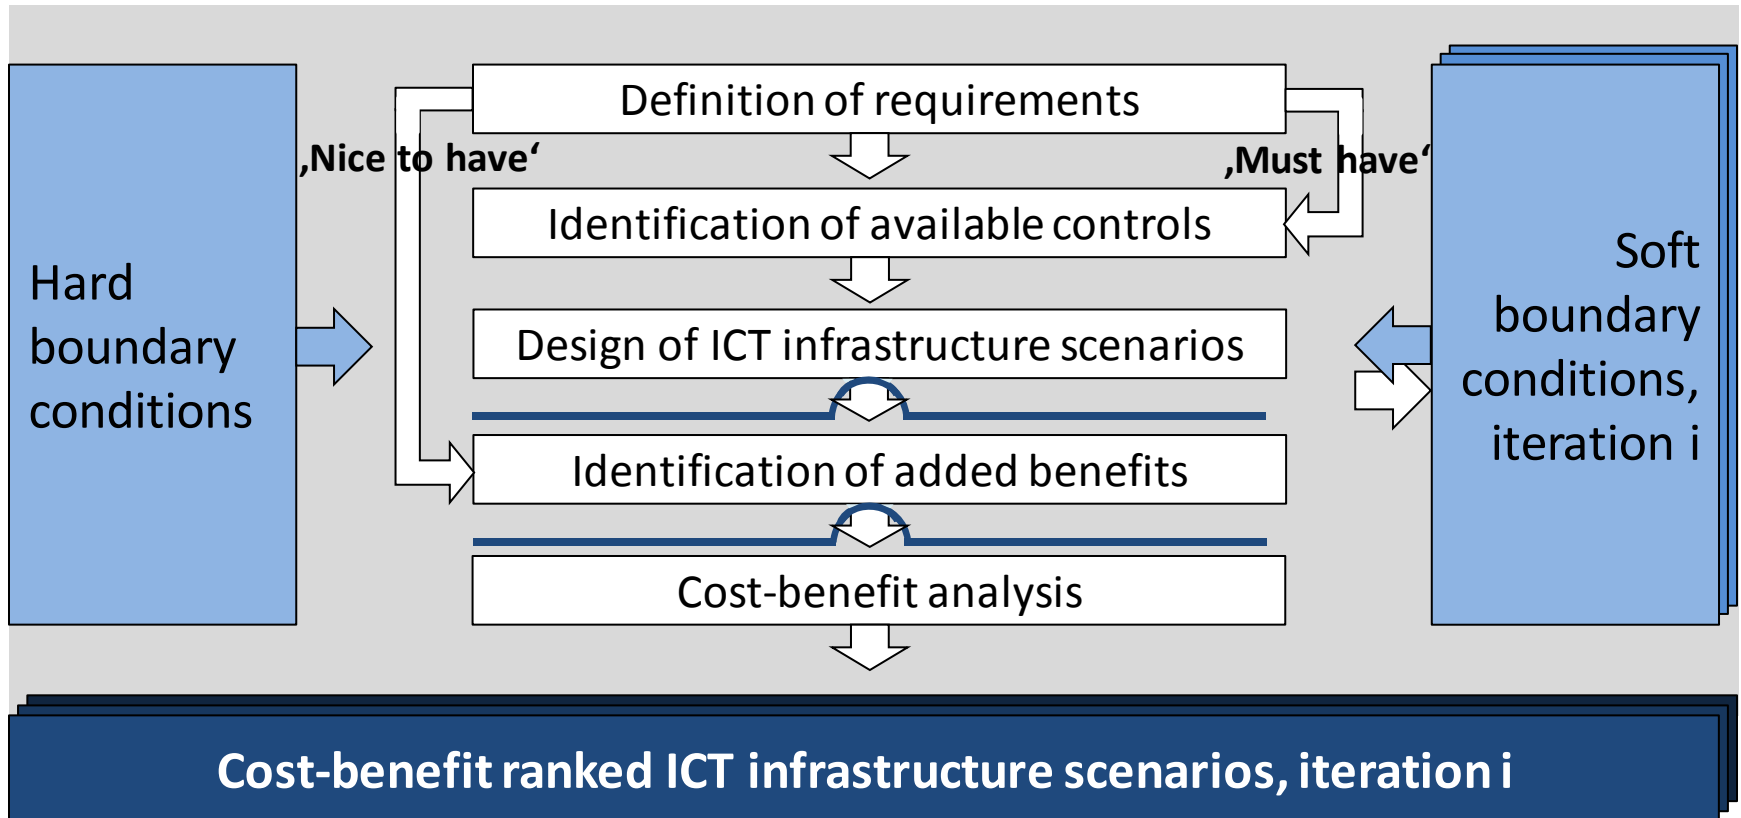 Definition of requirements
‚Nice to have‘
‚Must have‘
Identification of available controls
Hard
boundary
conditions
Design of ICT infrastructure scenarios
Soft
boundary
conditions,
iteration i
Identification of added benefits
Cost-benefit analysis
Cost-benefit ranked ICT infrastructure scenarios, iteration i